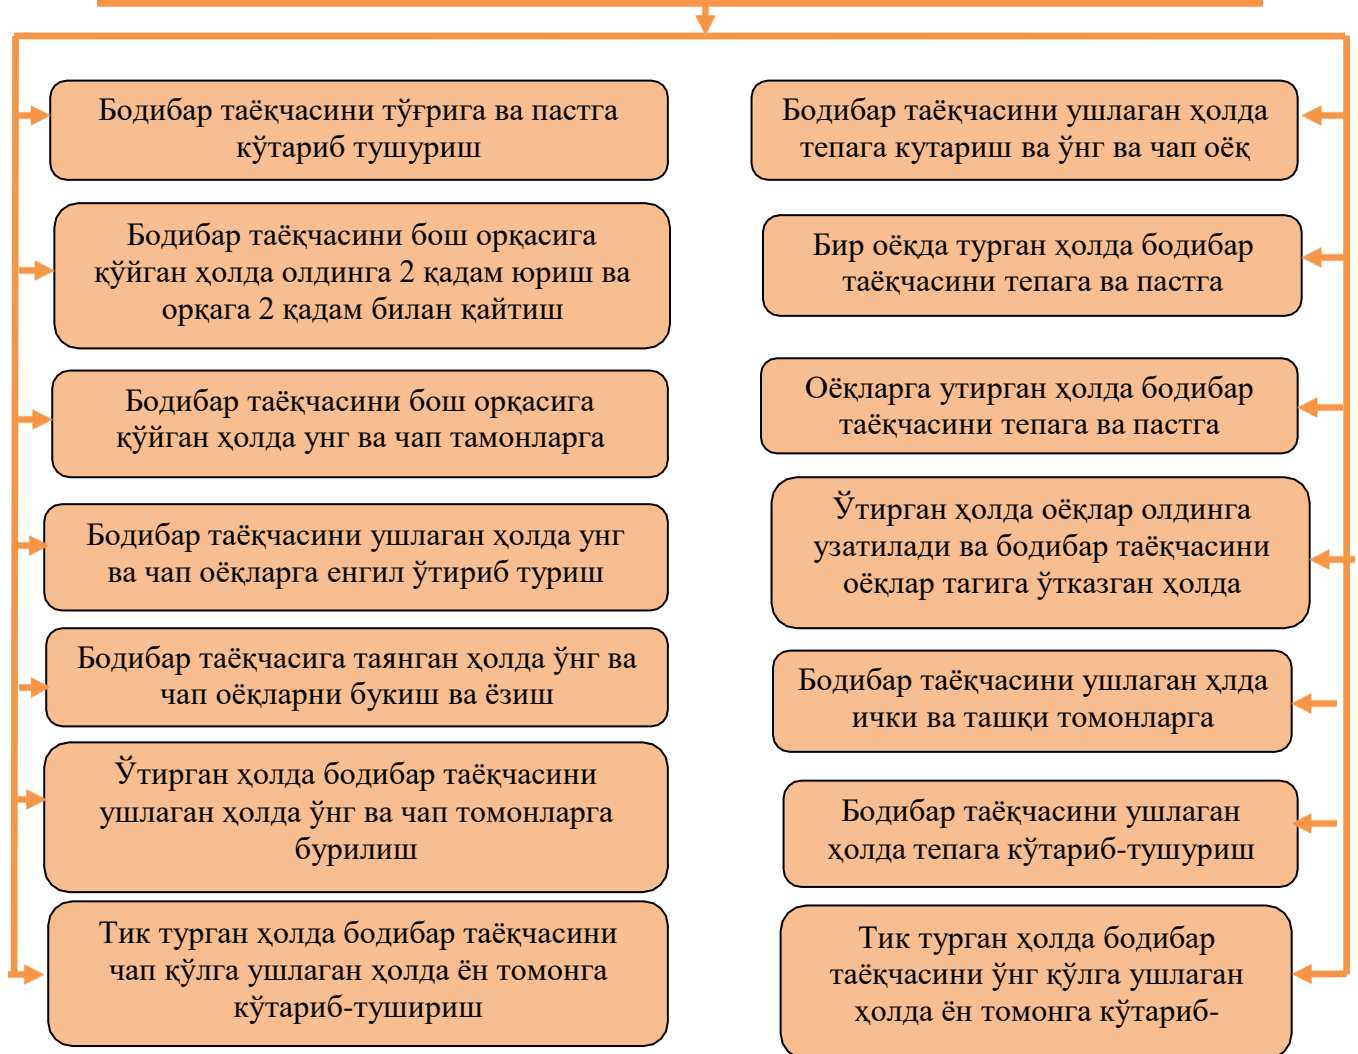 Бодибар таёқчасини тўғрига ва пастга
кўтариб тушуриш
Бодибар таёқчасини бош орқасига
қўйган ҳолда олдинга 2 қадам юриш ва
орқага 2 қадам билан қайтиш
Бодибар таёқчасини бош орқасига
қўйган ҳолда унг ва чап тамонларга
Бодибар таёқчасини ушлаган ҳолда унг
ва чап оёқларга енгил ўтириб туриш
Бодибар таёқчасига таянган ҳолда ўнг ва
чап оёқларни букиш ва ёзиш
Ўтирган ҳолда бодибар таёқчасини
ушлаган ҳолда ўнг ва чап томонларга
бурилиш
Тик турган ҳолда бодибар таёқчасини
чап қўлга ушлаган ҳолда ён томонга
кўтариб-тушириш
Бодибар таёқчасини ушлаган ҳолда
тепага кутариш ва ўнг ва чап оёқ
Бир оёқда турган ҳолда бодибар
таёқчасини тепага ва пастга
Оёқларга утирган ҳолда бодибар
таёқчасини тепага ва пастга
Ўтирган ҳолда оёқлар олдинга
узатилади ва бодибар таёқчасини
оёқлар тагига ўтказган ҳолда
Бодибар таёқчасини ушлаган ҳлда
ички ва ташқи томонларга
Бодибар таёқчасини ушлаган
ҳолда тепага кўтариб-тушуриш
Тик турган ҳолда бодибар
таёқчасини ўнг қўлга ушлаган
ҳолда ён томонга кўтариб-